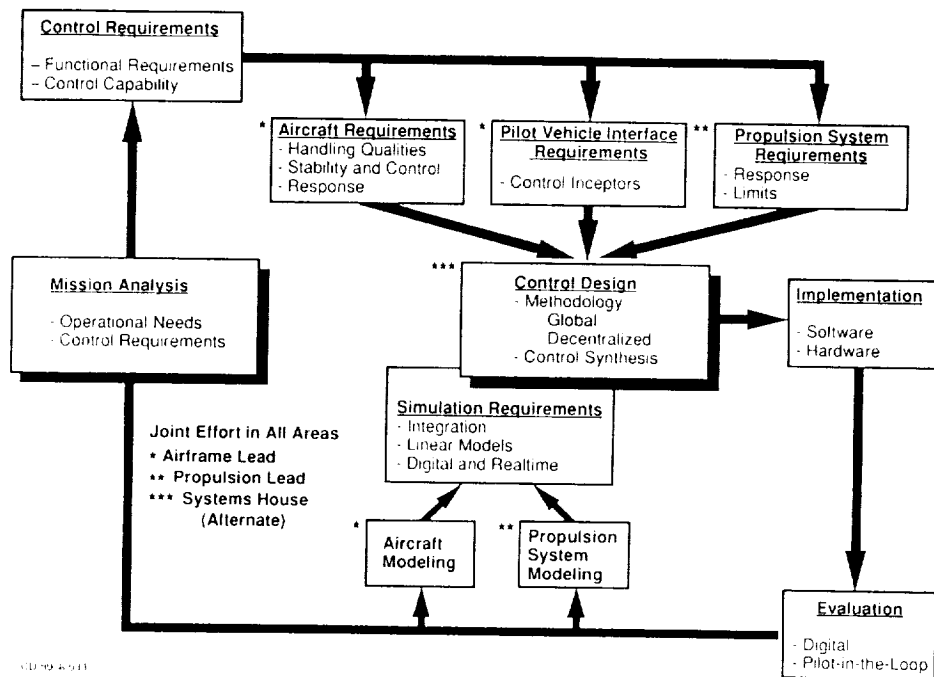 Control Requirements
– Functional Requirements
– Control Capability
* Aircraft Requirements
- Handling Qualities
- Stability and Control
- Response
* Pilot Vehicle Interface
Requirements
- Control Inceptors
** Propulsion System
Reqiurements
- Response
- Limits
Mission Analysis
- Operational Needs
- Control Requirements
*** Control Design
- Methodology
Global
Decentralized
- Control Synthesis
Implementation
- Software
- Hardware
Simulation Requirements
- Integration
- Linear Models
- Digital and Realtime
Joint Effort in All Areas
* Airframe Lead
** Propulsion Lead
*** Systems House
(Alternate)
* Aircraft
Modeling
** Propulsion
System
Modeling
Evaluation
- Digital
- Pilot-in-the-Loop